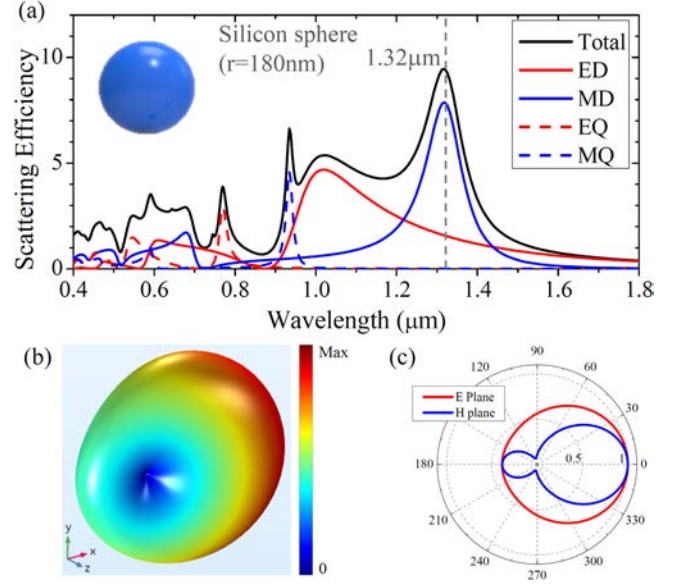 (a)
Silicon sphere
(r=180nm)
1.32μm
Total
ED
MD
EQ
MQ
Scattering Efficiency
10
5
0
0.4 0.6 0.8 1.0 1.2 1.4 1.6 1.8
Wavelength (μm)
(b)
Max
0
y
x
z
(c)
E Plane
H plane
90
120 60
30
180 0.5 1 0
210 330
240 300
270